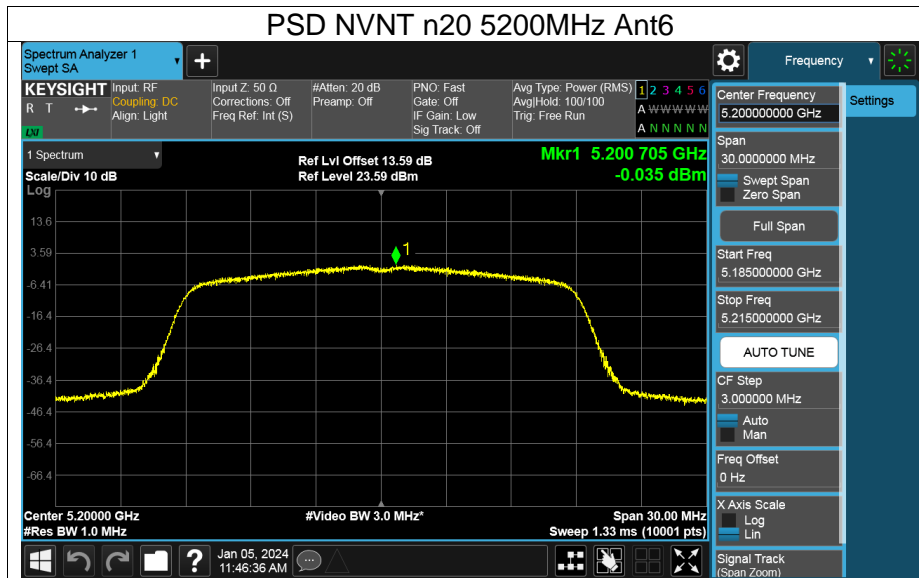 PSD NVNT n20 5200MHz Ant6
Spectrum Analyzer 1
Swept SA
+
Frequency
KEYSIGHT
R T
LXI
Input: RF
Coupling: DC
Align: Light
Input Z: 50 Ω
Corrections: Off
Freq Ref: Int (S)
#Atten: 20 dB
Preamp: Off
PNO: Fast
Gate: Off
IF Gain: Low
Sig Track: Off
Avg Type: Power (RMS)
Avg|Hold: 100/100
Trig: Free Run
1 2 3 4 5 6
A W W W W W
A N N N N N
1 Spectrum
Scale/Div 10 dB
Log
Ref Lvl Offset 13.59 dB
Ref Level 23.59 dBm
Mkr1 5.200 705 GHz
-0.035 dBm
13.6
3.59
-6.41
-16.4
-26.4
-36.4
-46.4
-56.4
-66.4
1
Center 5.20000 GHz
#Res BW 1.0 MHz
#Video BW 3.0 MHz*
Span 30.00 MHz
Sweep 1.33 ms (10001 pts)
Center Frequency
5.200000000 GHz
Settings
Span
30.0000000 MHz
Swept Span
Zero Span
Full Span
Start Freq
5.185000000 GHz
Stop Freq
5.215000000 GHz
AUTO TUNE
CF Step
3.000000 MHz
Auto
Man
Freq Offset
0 Hz
X Axis Scale
Log
Lin
Signal Track
(Span Zoom)
?
Jan 05, 2024
11:46:36 AM